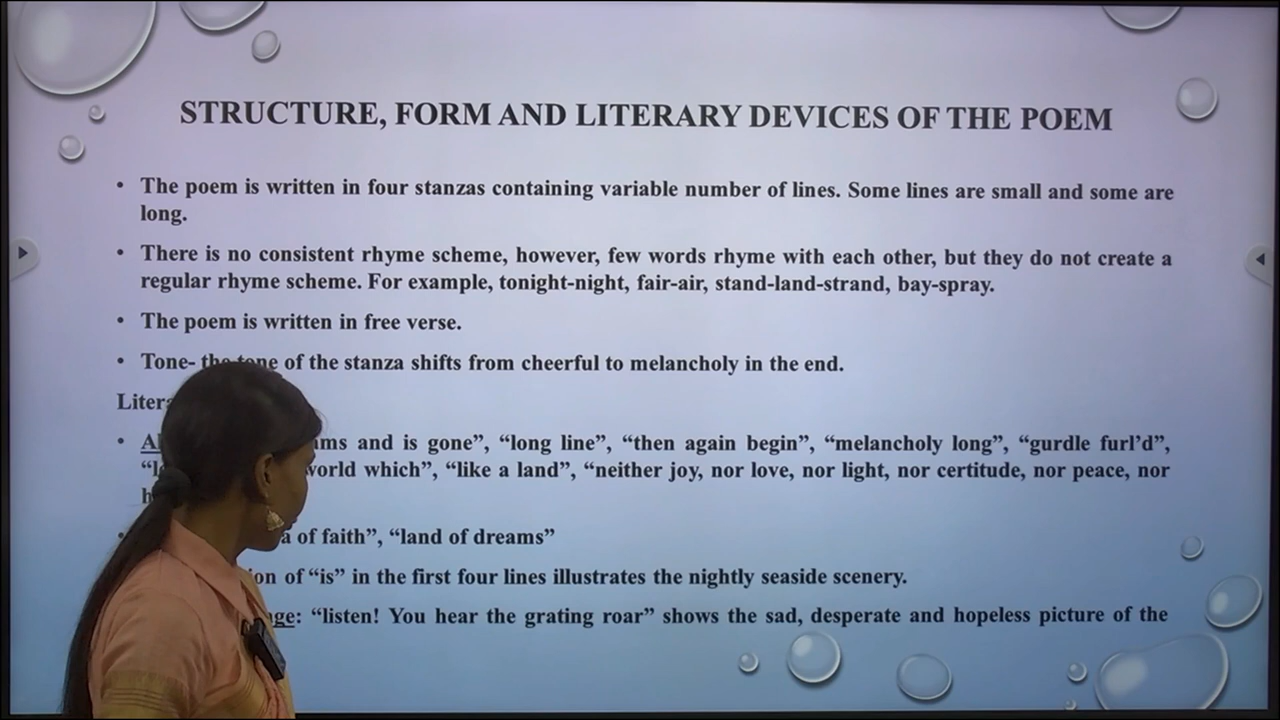 STRUCTURE, FORM AND LITERARY DEVICES OF THE POEM
• The poem is written in four stanzas containing variable number of lines. Some lines are small and some are
long.
• There is no consistent rhyme scheme, however, few words rhyme with each other, but they do not create a
regular rhyme scheme. For example, tonight-night, fair-air, stand-land-strand, bay-spray.
• The poem is written in free verse.
• Tone- the tone of the stanza shifts from cheerful to melancholy in the end.
• and is gone”, “long line”, “then again begin”, “melancholy long”, “gurdle furl’d”,
which”, “like a land”, “neither joy, nor love, nor light, nor certitude, nor peace, nor
of faith”, “land of dreams”
of “is” in the first four lines illustrates the nightly seaside scenery.
“listen! You hear the grating roar” shows the sad, desperate and hopeless picture of the